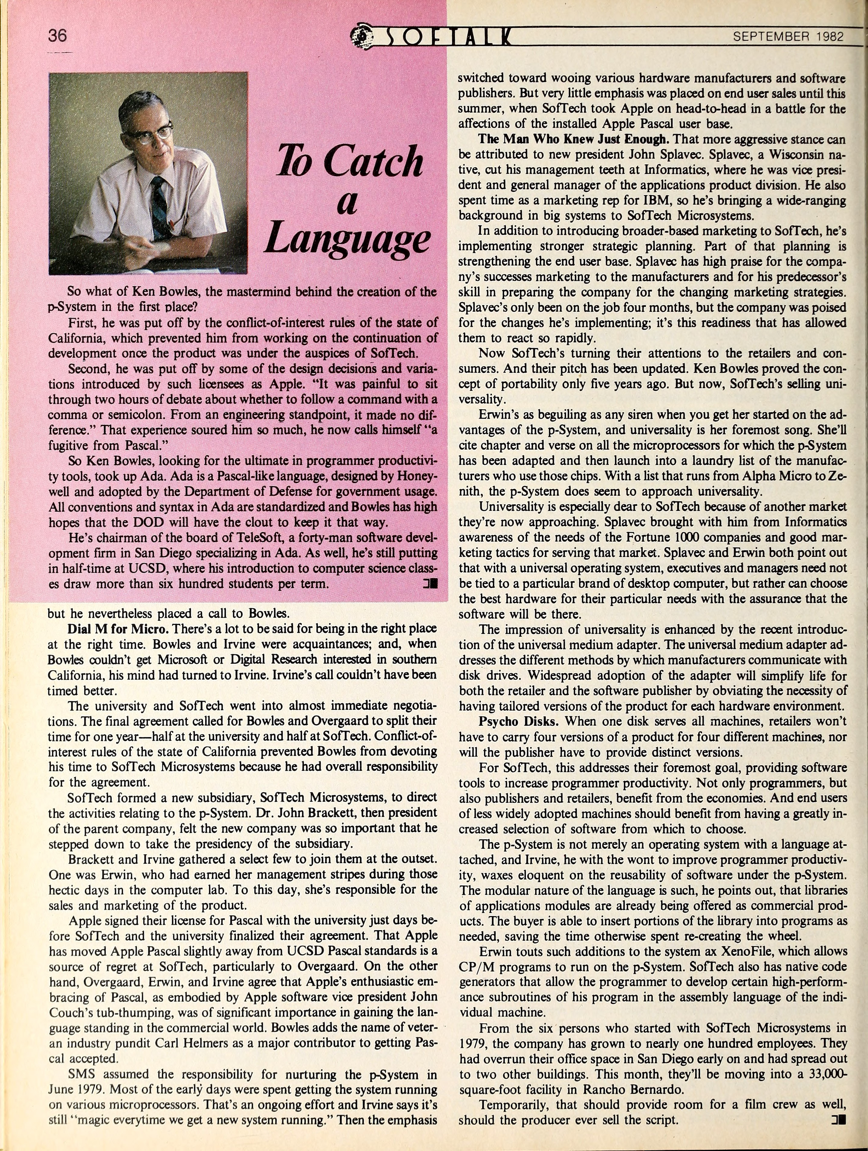 36
SOFTALK
SEPTEMBER 1982
To Catch
a
Language
So what of Ken Bowles, the mastermind behind the creation of the
p-System in the first place?
First, he was put off by the conflict-of-interest rules of the state of
California, which prevented him from working on the continuation of
development once the product was under the auspices of SofTech.
Second, he was put off by some of the design decisions and varia-
tions introduced by such licensees as Apple. "It was painful to sit
through two hours of debate about whether to follow a command with a
comma or semicolon. From an engineering standpoint, it made no dif-
ference." That experience soured him so much, he now calls himself "a
fugitive from Pascal."
So Ken Bowles, looking for the ultimate in programmer productivi-
ty tools, took up Ada. Ada is a Pascal-like language, designed by Honey-
well and adopted by the Department of Defense for government usage.
All conventions and syntax in Ada are standardized and Bowles has high
hopes that the DOD will have the clout to keep it that way.
He's chairman of the board of TeleSoft, a forty-man software devel-
opment firm in San Diego specializing in Ada. As well, he's still putting
in half-time at UCSD, where his introduction to computer science class-
es draw more than six hundred students per term.
but he nevertheless placed a call to Bowles.
Dial M for Micro. There's a lot to be said for being in the right place
at the right time. Bowles and Irvine were acquaintances; and, when
Bowles couldn't get Microsoft or Digital Research interested in southern
California, his mind had turned to Irvine. Irvine's call couldn't have been
timed better.
The university and SofTech went into almost immediate negotia-
tions. The final agreement called for Bowles and Overgaard to split their
time for one year—half at the university and half at SofTech. Conflict-of-
interest rules of the state of California prevented Bowles from devoting
his time to SofTech Microsystems because he had overall responsibility
for the agreement.
SofTech formed a new subsidiary, SofTech Microsystems, to direct
the activities relating to the p-System. Dr. John Brackett, then president
of the parent company, felt the new company was so important that he
stepped down to take the presidency of the subsidiary.
Brackett and Irvine gathered a select few to join them at the outset.
One was Erwin, who had earned her management stripes during those
hectic days in the computer lab. To this day, she's responsible for the
sales and marketing of the product.
Apple signed their license for Pascal with the university just days be-
fore SofTech and the university finalized their agreement. That Apple
has moved Apple Pascal slightly away from UCSD Pascal standards is a
source of regret at SofTech, particularly to Overgaard. On the other
hand, Overgaard, Erwin, and Irvine agree that Apple's enthusiastic em-
bracing of Pascal, as embodied by Apple software vice president John
Couch's tub-thumping, was of significant importance in gaining the lan-
guage standing in the commercial world. Bowles adds the name of veter-
an industry pundit Carl Helmers as a major contributor to getting Pas-
cal accepted.
SMS assumed the responsibility for nurturing the p-System in
June 1979. Most of the early days were spent getting the system running
on various microprocessors. That's an ongoing effort and Irvine says it's
still "magic everytime we get a new system running." Then the emphasis
switched toward wooing various hardware manufacturers and software
publishers. But very little emphasis was placed on end user sales until this
summer, when SofTech took Apple on head-to-head in a battle for the
affections of the installed Apple Pascal user base.
The Man Who Knew Just Enough. That more aggressive stance can
be attributed to new president John Splavec. Splavec, a Wisconsin na-
tive, cut his management teeth at Informatics, where he was vice presi-
dent and general manager of the applications product division. He also
spent time as a marketing rep for IBM, so he's bringing a wide-ranging
background in big systems to SofTech Microsystems.
In addition to introducing broader-based marketing to SofTech, he's
implementing stronger strategic planning. Part of that planning is
strengthening the end user base. Splavec has high praise for the compa-
ny's successes marketing to the manufacturers and for his predecessor's
skill in preparing the company for the changing marketing strategies.
Splavec's only been on the job four months, but the company was poised
for the changes he's implementing; it's this readiness that has allowed
them to react so rapidly.
Now SofTech's turning their attentions to the retailers and con-
sumers. And their pitch has been updated. Ken Bowles proved the con-
cept of portability only five years ago. But now, SofTech's selling uni-
versality.
Erwin's as beguiling as any siren when you get her started on the ad-
vantages of the p-System, and universality is her foremost song. She'll
cite chapter and verse on all the microprocessors for which the p-System
has been adapted and then launch into a laundry list of the manufac-
turers who use those chips. With a list that runs from Alpha Micro to Ze-
nith, the p-System does seem to approach universality.
Universality is especially dear to SofTech because of another market
they're now approaching. Splavec brought with him from Informatics
awareness of the needs of the Fortune 1000 companies and good mar-
keting tactics for serving that market. Splavec and Erwin both point out
that with a universal operating system, executives and managers need not
be tied to a particular brand of desktop computer, but rather can choose
the best hardware for their particular needs with the assurance that the
software will be there.
The impression of universality is enhanced by the recent introduc-
tion of the universal medium adapter. The universal medium adapter ad-
dresses the different methods by which manufacturers communicate with
disk drives. Widespread adoption of the adapter will simplify life for
both the retailer and the software publisher by obviating the necessity of
having tailored versions of the product for each hardware environment.
Psycho Disks. When one disk serves all machines, retailers won't
have to carry four versions of a product for four different machines, nor
will the publisher have to provide distinct versions.
For SofTech, this addresses their foremost goal, providing software
tools to increase programmer productivity. Not only programmers, but
also publishers and retailers, benefit from the economies. And end users
of less widely adopted machines should benefit from having a greatly in-
creased selection of software from which to choose.
The p-System is not merely an operating system with a language at-
tached, and Irvine, he with the wont to improve programmer productiv-
ity, waxes eloquent on the reusability of software under the p-System.
The modular nature of the language is such, he points out, that libraries
of applications modules are already being offered as commercial prod-
ucts. The buyer is able to insert portions of the library into programs as
needed, saving the time otherwise spent re-creating the wheel.
Erwin touts such additions to the system ax XenoFile, which allows
CP/M programs to run on the p-System. SofTech also has native code
generators that allow the programmer to develop certain high-perform-
ance subroutines of his program in the assembly language of the indi-
vidual machine.
From the six persons who started with SofTech Microsystems in
1979, the company has grown to nearly one hundred employees. They
had overrun their office space in San Diego early on and had spread out
to two other buildings. This month, they'll be moving into a 33,000-
square-foot facility in Rancho Bernardo.
Temporarily, that should provide room for a film crew as well,
should the producer ever sell the script.